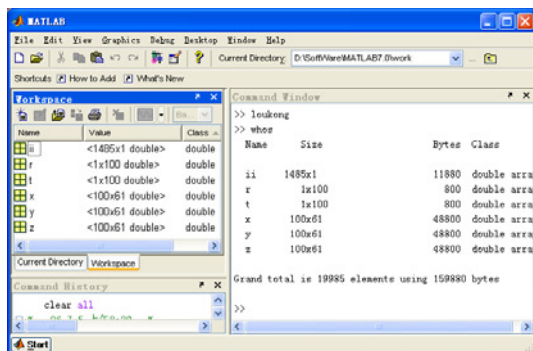 MATLAB
File Edit View Graphics Debug Desktop Window Help
Current Directory: D:\SoftWare\MATLAB7.0\work
Shortcuts How to Add What's New
Workspace
Name Value Class
ii <1485x1 double> double
r <1x100 double> double
t <1x100 double> double
x <100x61 double> double
y <100x61 double> double
z <100x61 double> double
Current Directory Workspace
Command History
clear all
Command Window
>> loukong
>> whos
Name Size Bytes Class
ii 1485x1 11880 double arra
r 1x100 800 double arra
t 1x100 800 double arra
x 100x61 48800 double arra
y 100x61 48800 double arra
z 100x61 48800 double arra
Grand total is 19985 elements using 159880 bytes
>>
Start